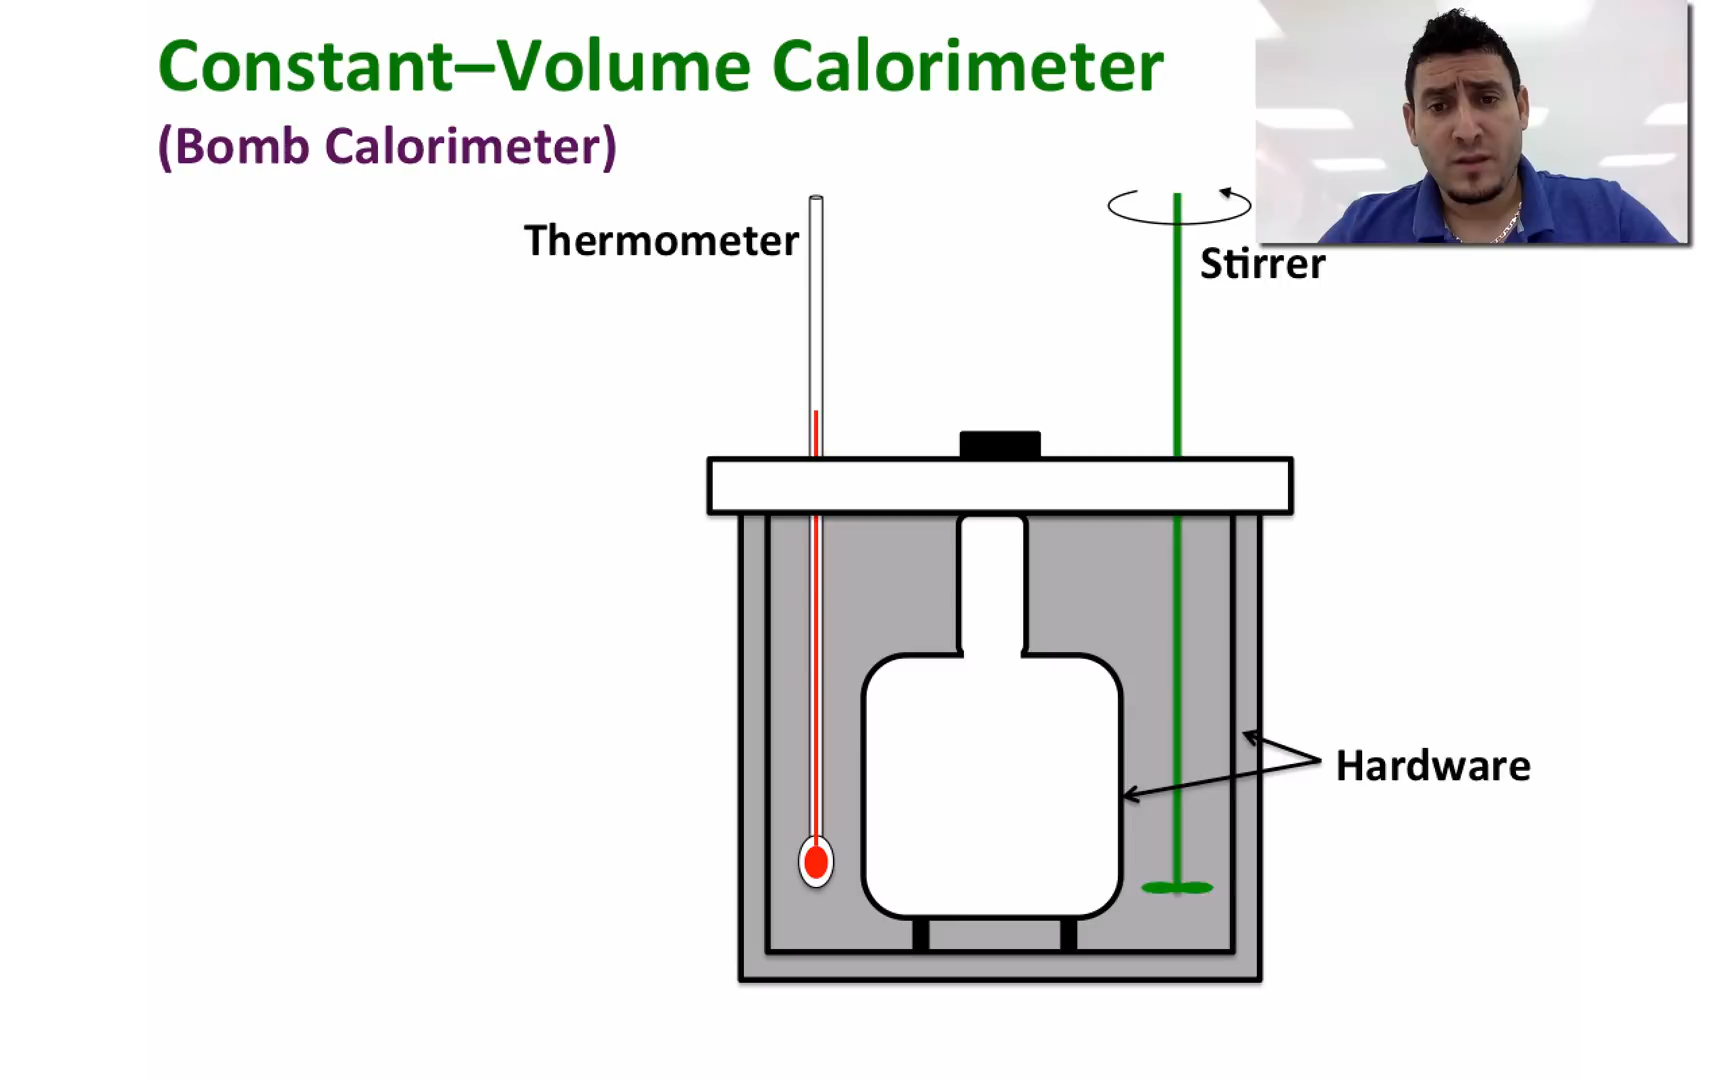 Constant–Volume Calorimeter
(Bomb Calorimeter)
Thermometer
Stirrer
Hardware